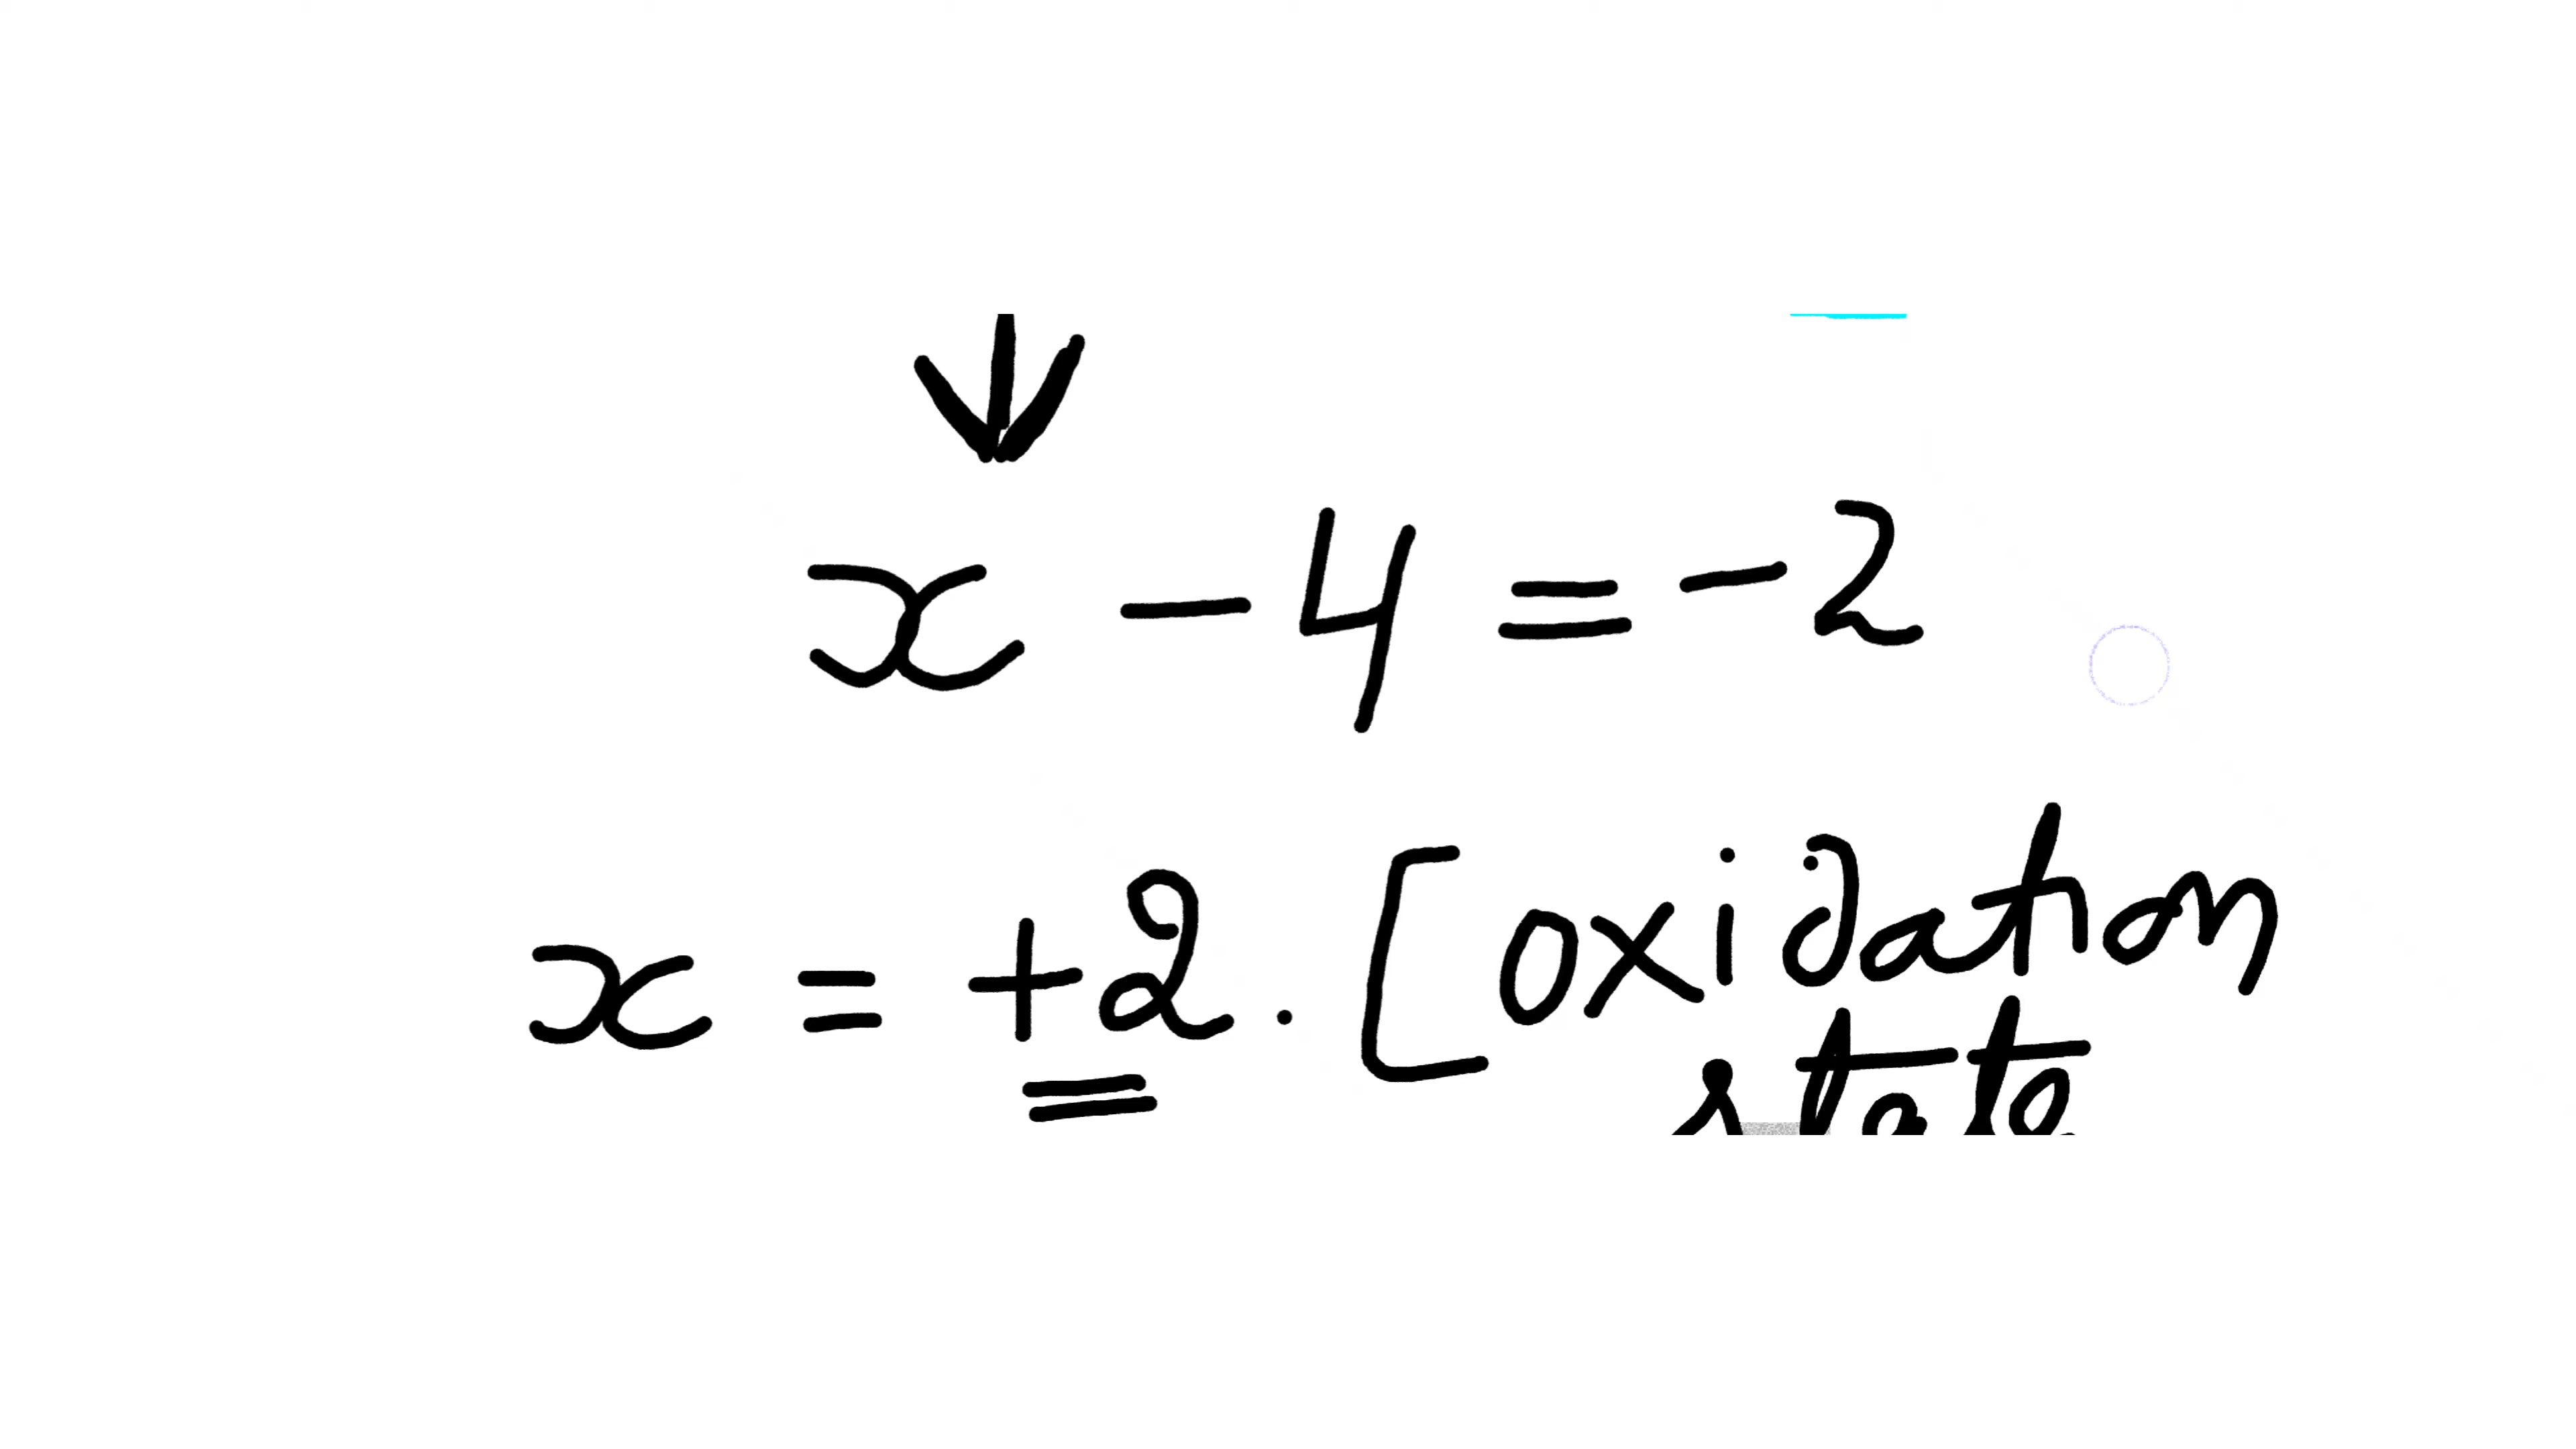 x - 4 = -2
x = +2 . [oxidation
state